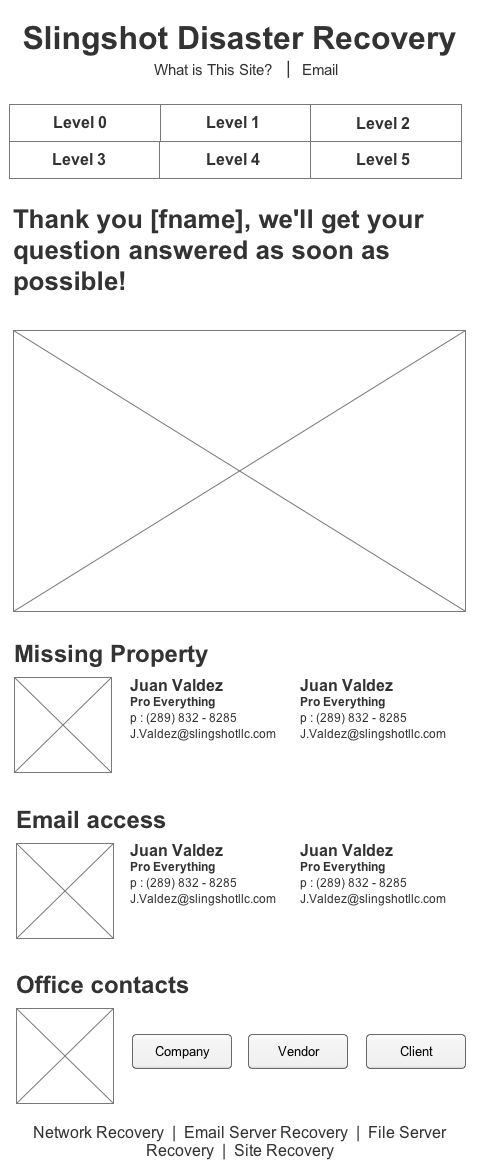 Slingshot Disaster Recovery
What is This Site? | Email
Level 0 Level 1 Level 2
Level 3 Level 4 Level 5
Thank you [fname], we'll get your
question answered as soon as
possible!
Missing Property
Juan Valdez Juan Valdez
Pro Everything Pro Everything
p : (289) 832 - 8285 p : (289) 832 - 8285
J.Valdez@slingshotllc.com J.Valdez@slingshotllc.com
Email access
Juan Valdez Juan Valdez
Pro Everything Pro Everything
p : (289) 832 - 8285 p : (289) 832 - 8285
J.Valdez@slingshotllc.com J.Valdez@slingshotllc.com
Office contacts
Company Vendor Client
Network Recovery | Email Server Recovery | File Server
Recovery | Site Recovery